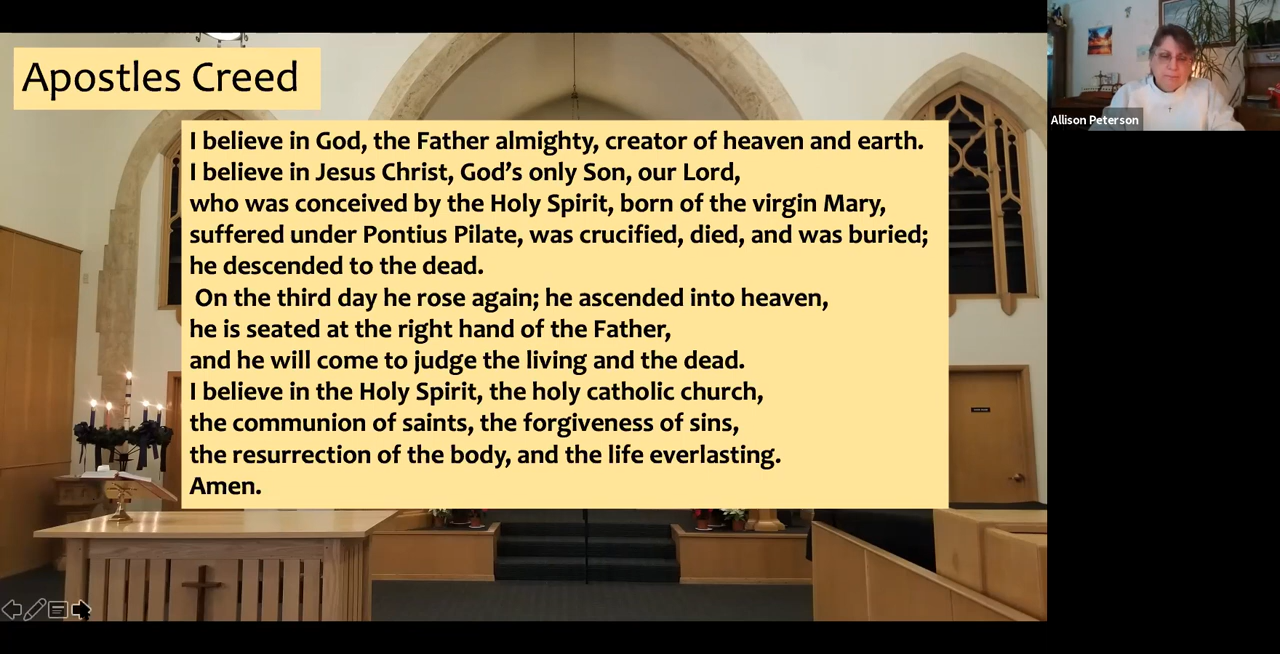 Apostles Creed
I believe in God, the Father almighty, creator of heaven and earth.
I believe in Jesus Christ, God’s only Son, our Lord,
who was conceived by the Holy Spirit, born of the virgin Mary,
suffered under Pontius Pilate, was crucified, died, and was buried;
he descended to the dead.
On the third day he rose again; he ascended into heaven,
he is seated at the right hand of the Father,
and he will come to judge the living and the dead.
I believe in the Holy Spirit, the holy catholic church,
the communion of saints, the forgiveness of sins,
the resurrection of the body, and the life everlasting.
Amen.
Allison Peterson